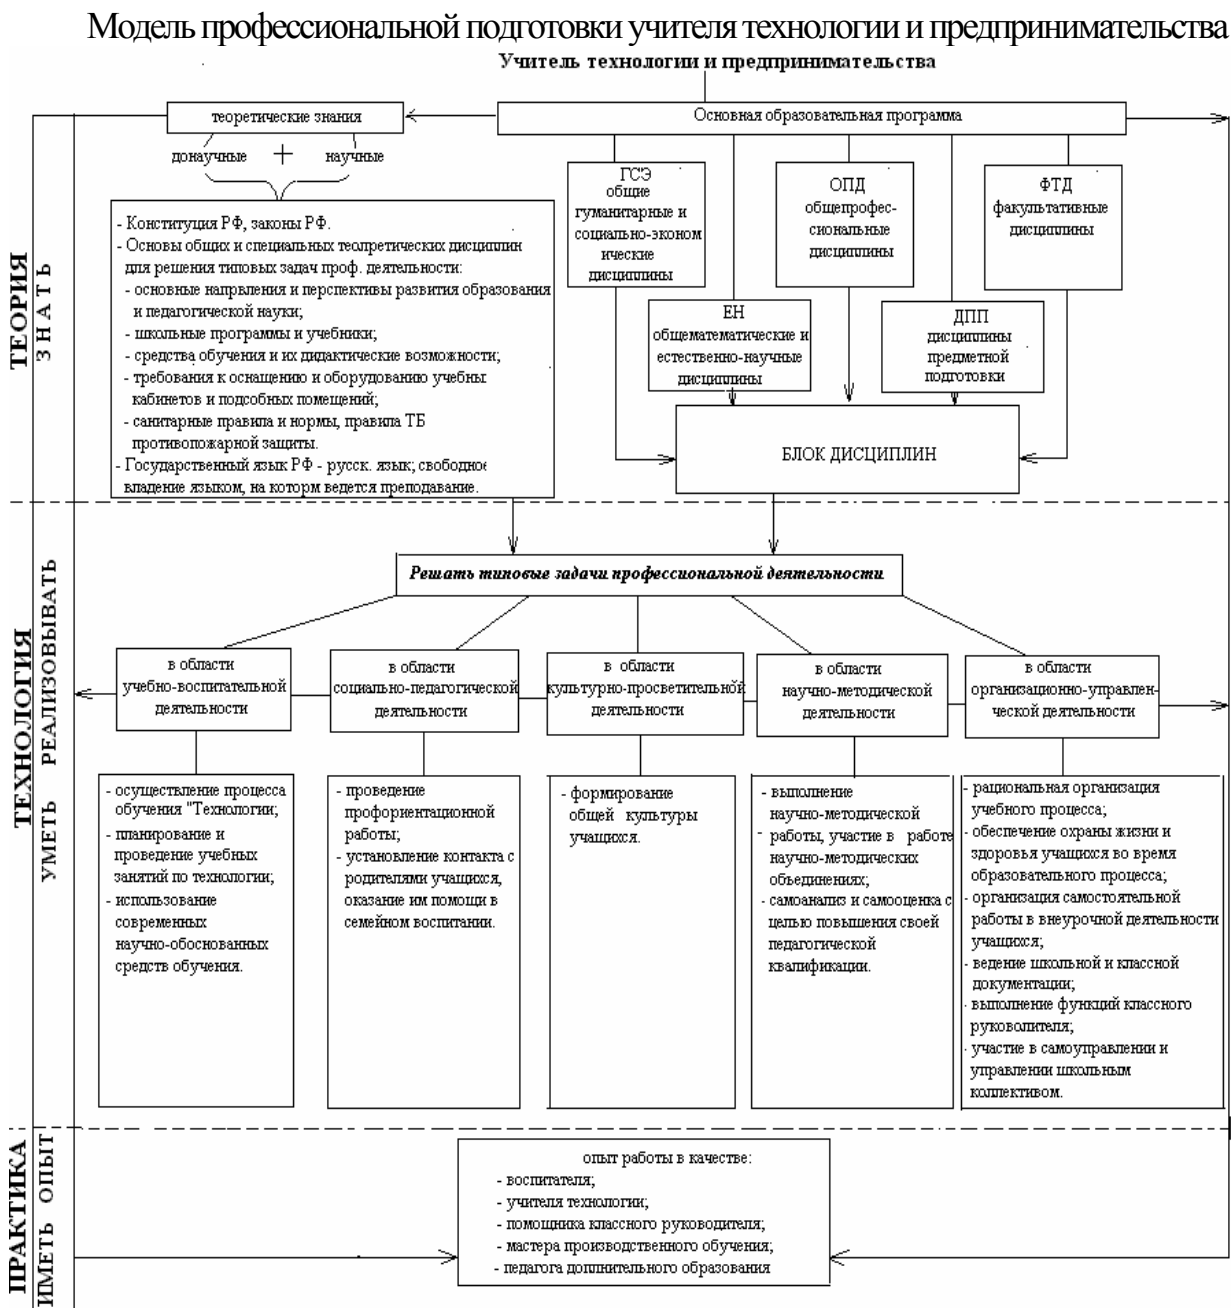 Модель профессиональной подготовки учителя технологии и предпринимательства
Учитель технологии и предпринимательства
теоретические знания
Основная образовательная программа
донаучные + научные
ГСЭ
общие
гуманитарные и
социально-эконом
ические
дисциплины
ОПД
общепрофес-
сиональные
дисциплины
ФТД
факультативные
дисциплины
ЕН
общематематические и
естественно-научные
дисциплины
ДПП
дисциплины
предметной
подготовки
БЛОК ДИСЦИПЛИН
ТЕОРИЯ
ЗНАТЬ
- Конституция РФ, законы РФ.
- Основы общих и специальных теолретических дисциплин
для решения типовых задач проф. деятельности:
- основные напрвления и перспективы развития образования
и педагогической науки;
- школьные программы и учебники;
- средства обучения и их дидактические возможности;
- требования к оснащению и оборудованию учебны
кабинетов и подсобных помещений;
- санитарные правила и нормы, правила ТБ
противопожарной защиты.
- Государственный язык РФ - русск. язык; свободное
владение языком, на котрм ведется преподавание.
ТЕХНОЛОГИЯ
УМЕТЬ РЕАЛИЗОВЫВАТЬ
Решать типовые задачи профессиональной деятельности
в области
учебно-воспитательной
деятельности
в области
социально-педагогической
деятельности
в области
культурно-просветительной
деятельности
в области
научно-методической
деятельности
в области
организационно-управлен-
ческой деятельности
- осуществление процесса
обучения "Технологии;
- планирование и
проведение учебных
занятий по технологии;
- использование
современных
научно-обоснованных
средств обучения.
- проведение
профориентационной
работы;
- установление контакта с
родителями учащихся,
оказание им помощи в
семейном воспитании.
- формирование
общей культуры
учащихся.
- выполнение
научно-методической
работы, участие в работе
научно-методических
объединениях;
- самоанализ и самооценка с
целью повышения своей
педагогической
квалификации.
- рациональная организация
учебного процесса;
- обеспечение охраны жизни и
здоровья учащихся во время
образовательного процесса;
- организация самостоятельной
работы в внеурочной деятельности
учащихся;
- ведение школьной и классной
документации;
- выполнение функций классного
руковолителя;
- участие в самоуправлении и
управлении школьным
коллективом.
ПРАКТИКА
ИМЕТЬ ОПЫТ
опыт работы в качестве:
- воспитателя;
- учителя технологии;
- помощника классного руководителя;
- мастера производственного обучения;
- педагога доплнительного образования